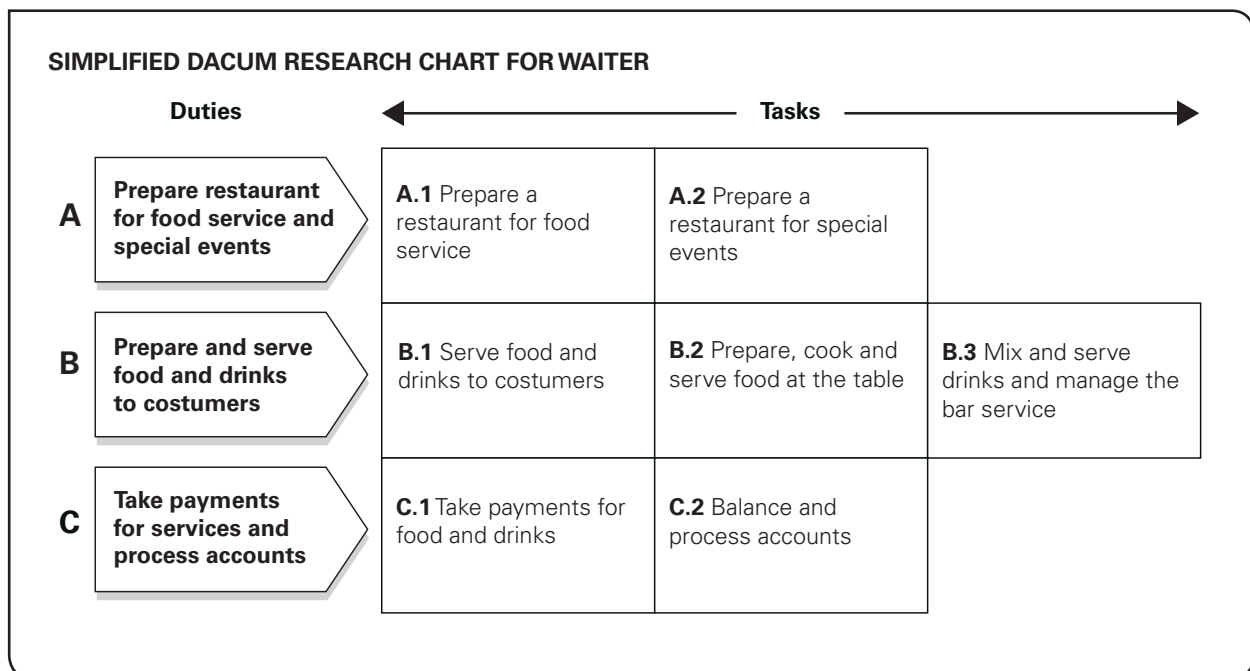 SIMPLIFIED DACUM RESEARCH CHART FOR WAITER
Duties
Tasks
A
Prepare restaurant
for food service and
special events
A.1 Prepare a
restaurant for food
service
A.2 Prepare a
restaurant for special
events
B
Prepare and serve
food and drinks
to costumers
B.1 Serve food and
drinks to costumers
B.2 Prepare, cook and
serve food at the table
B.3 Mix and serve
drinks and manage the
bar service
C
Take payments
for services and
process accounts
C.1 Take payments for
food and drinks
C.2 Balance and
process accounts